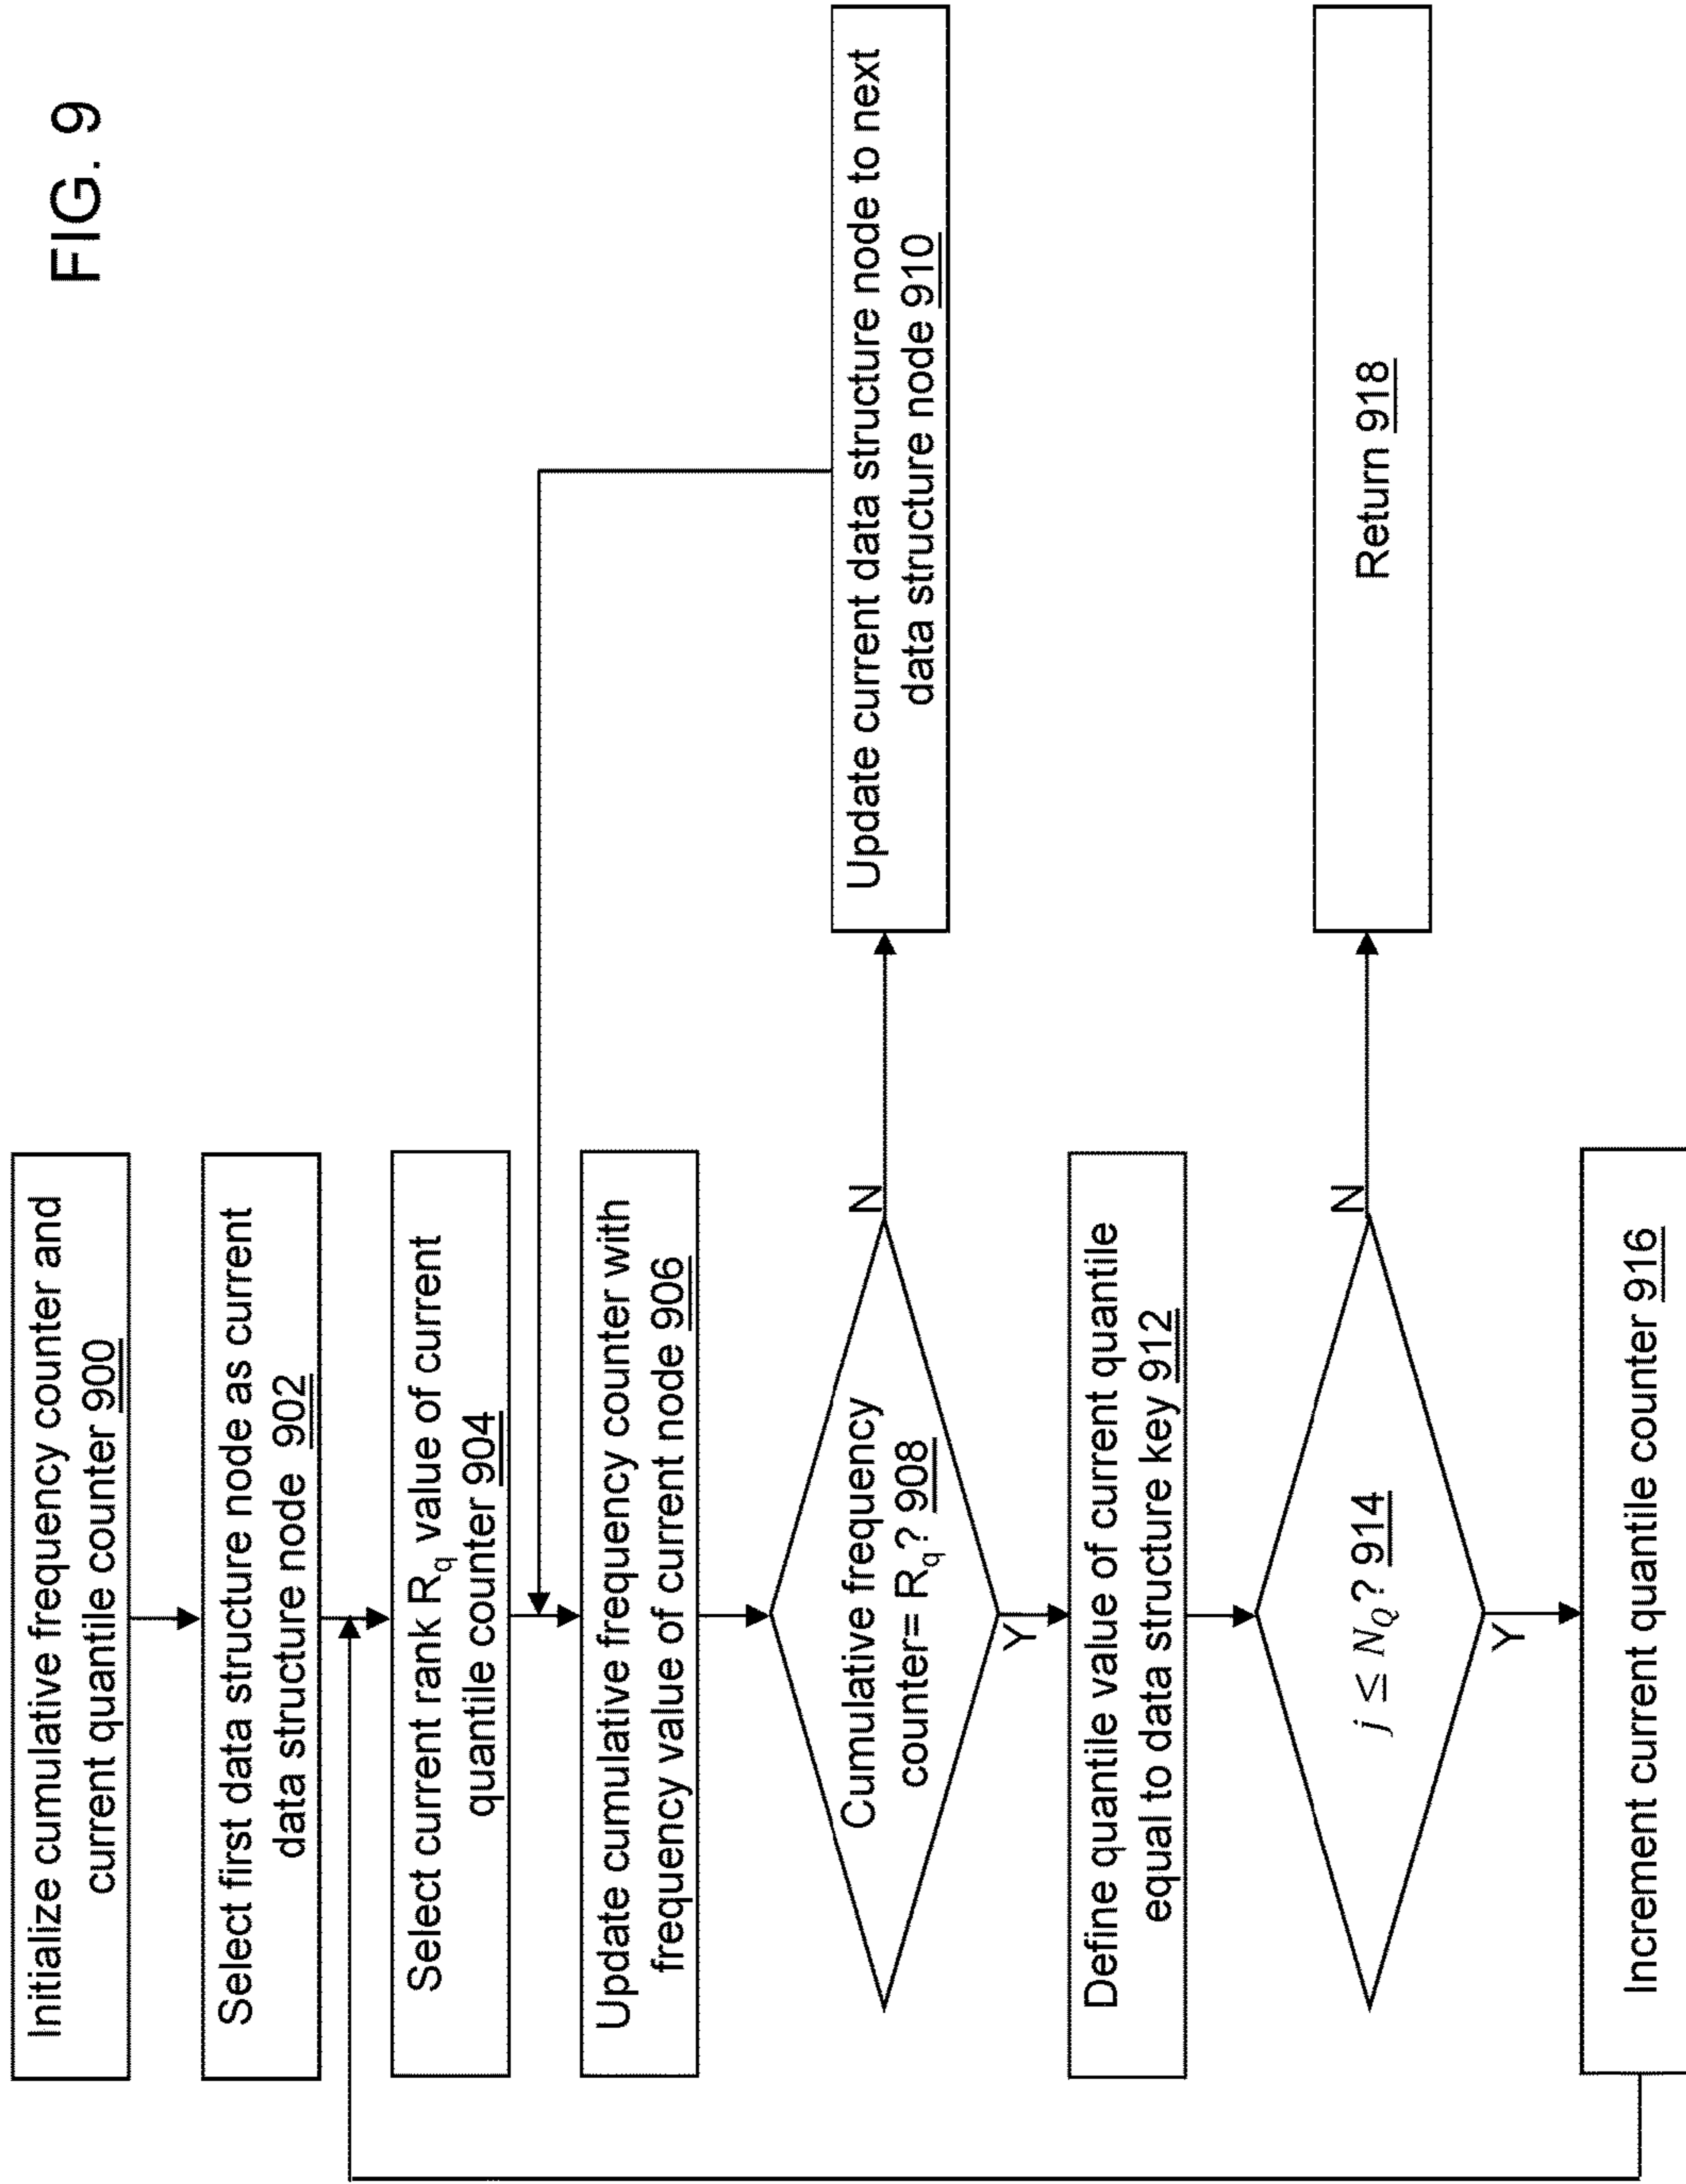 FIG. 9
Initialize cumulative frequency counter and
current quantile counter 900
Select first data structure node as current
data structure node 902
Select current rank Rq value of current
quantile counter 904
Update cumulative frequency counter with
frequency value of current node 906
Cumulative frequency
counter= Rq? 908
N
Update current data structure node to next
data structure node 910
Y
Define quantile value of current quantile
equal to data structure key 912
j ≤ NQ? 914
N
Return 918
Y
Increment current quantile counter 916